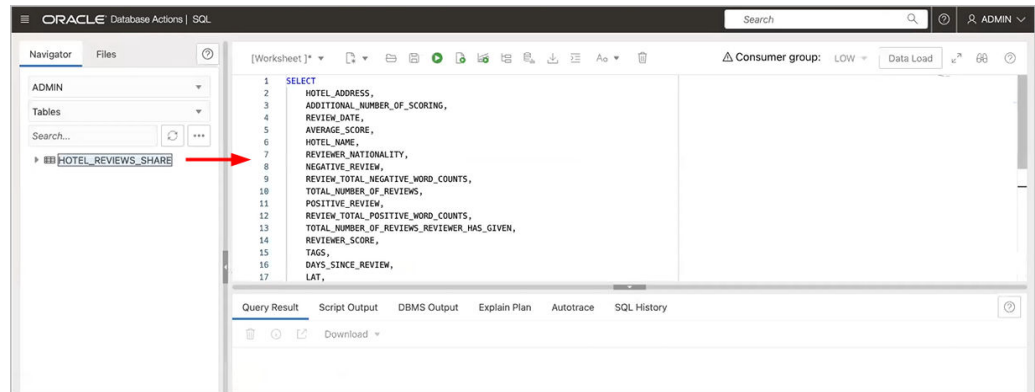 ORACLE Database Actions | SQL
Search
ADMIN
Navigator Files
ADMIN
Tables
Search...
HOTEL_REVIEWS_SHARE
[Worksheet ]*
Aa
Consumer group: LOW
Data Load
1 SELECT
2 HOTEL_ADDRESS,
3 ADDITIONAL_NUMBER_OF_SCORING,
4 REVIEW_DATE,
5 AVERAGE_SCORE,
6 HOTEL_NAME,
7 REVIEWER_NATIONALITY,
8 NEGATIVE_REVIEW,
9 REVIEW_TOTAL_NEGATIVE_WORD_COUNTS,
10 TOTAL_NUMBER_OF_REVIEWS,
11 POSITIVE_REVIEW,
12 REVIEW_TOTAL_POSITIVE_WORD_COUNTS,
13 TOTAL_NUMBER_OF_REVIEWS_REVIEWER_HAS_GIVEN,
14 REVIEWER_SCORE,
15 TAGS,
16 DAYS_SINCE_REVIEW,
17 LAT,
Query Result Script Output DBMS Output Explain Plan Autotrace SQL History
Download